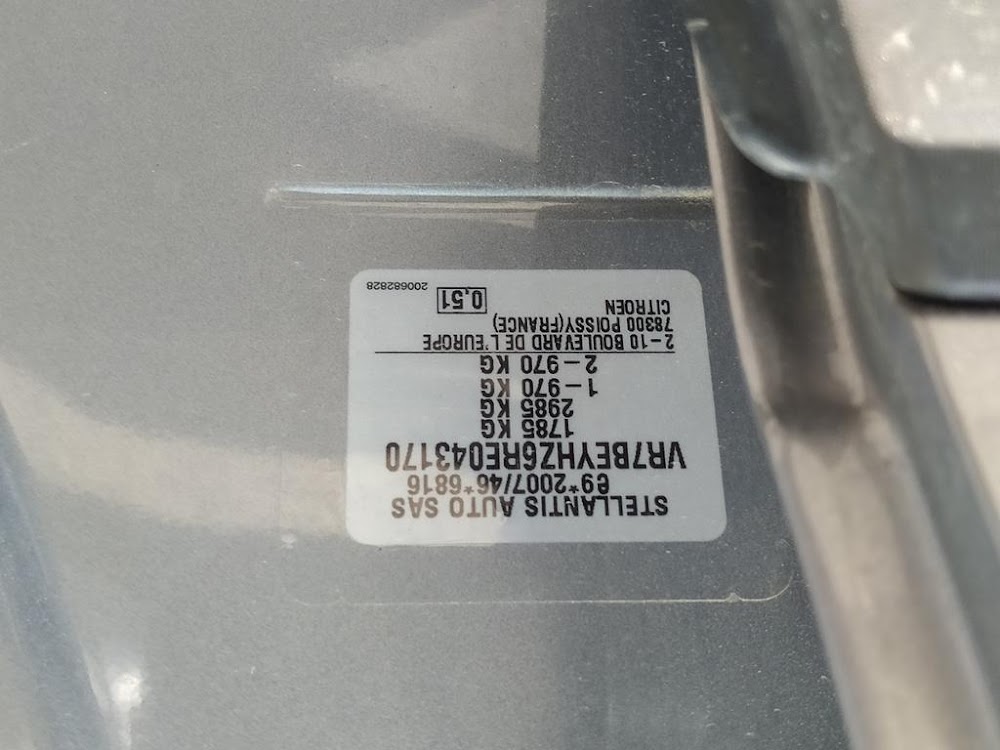 STELLANTIS AUTO SAS
e9*2007/46*6816
VR7BEYHZ6RE043170
1785 KG
2985 KG
1-970 KG
2-970 KG
2-10 BOULEVARD DE L'EUROPE
78300 POISSY(FRANCE)
CITROEN
0,51
200682828